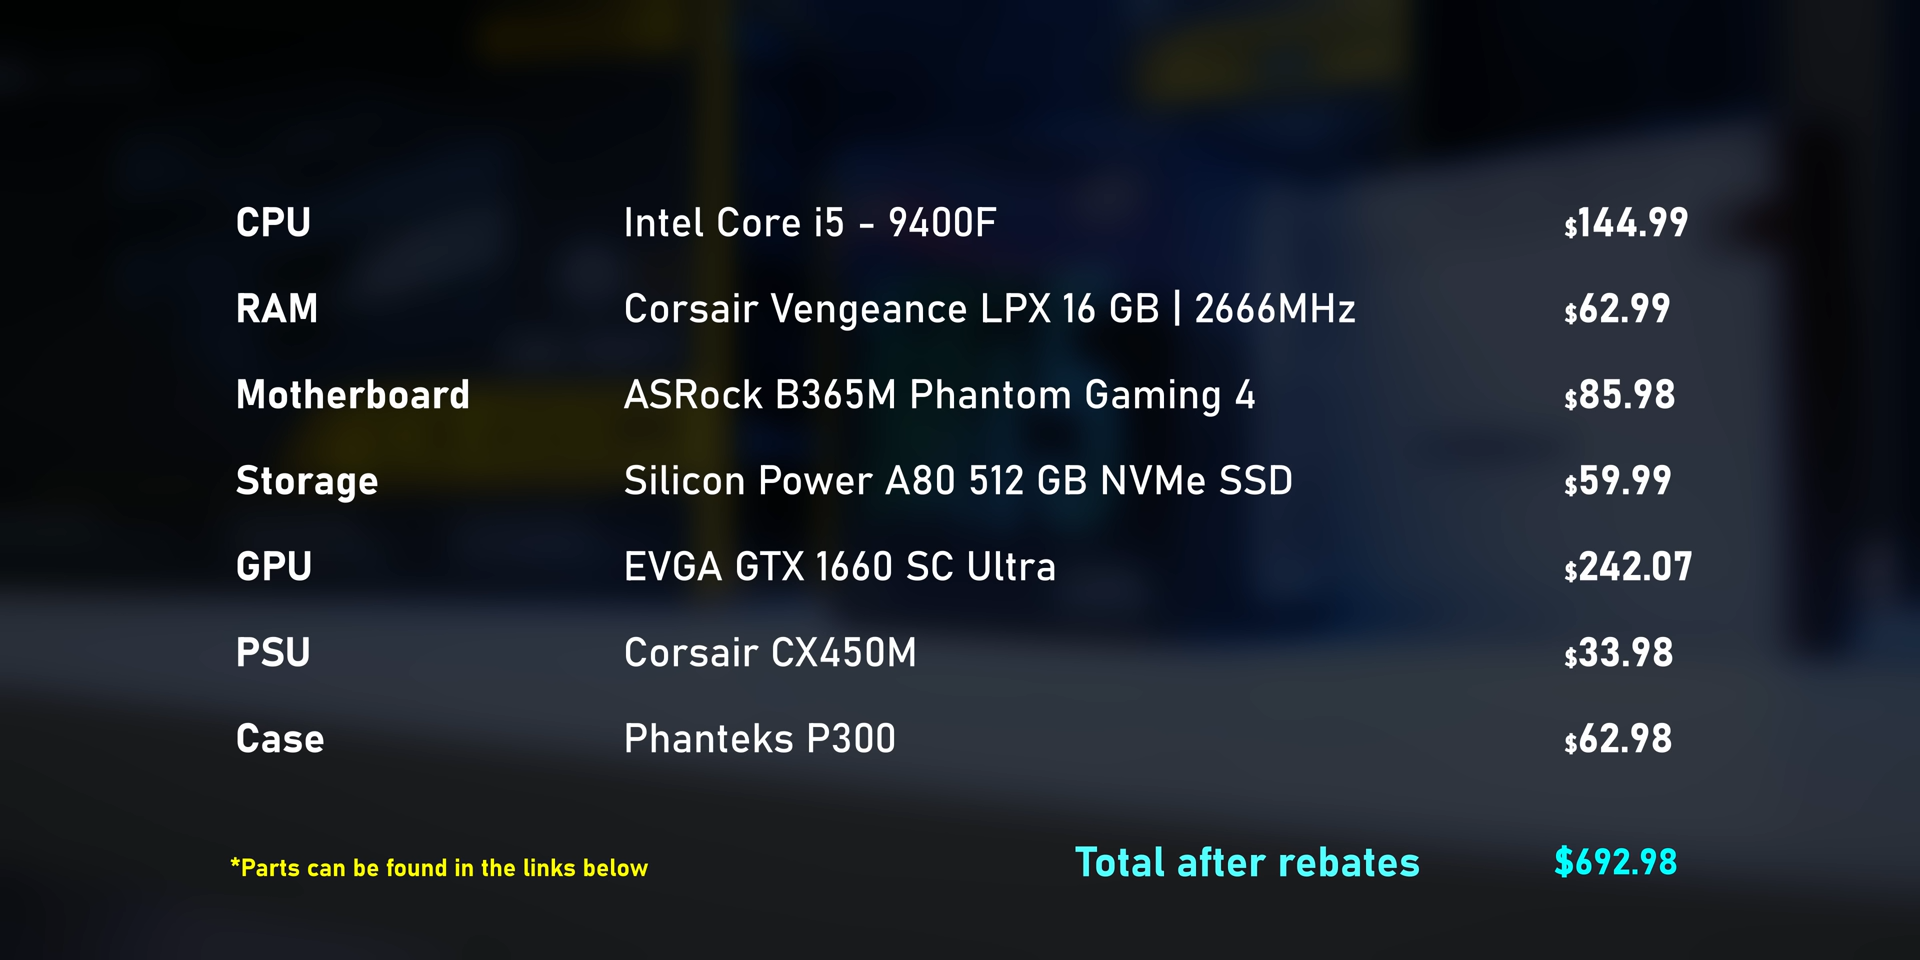 CPU Intel Core i5 - 9400F $144.99
RAM Corsair Vengeance LPX 16 GB | 2666MHz $62.99
Motherboard ASRock B365M Phantom Gaming 4 $85.98
Storage Silicon Power A80 512 GB NVMe SSD $59.99
GPU EVGA GTX 1660 SC Ultra $242.07
PSU Corsair CX450M $33.98
Case Phanteks P300 $62.98
*Parts can be found in the links below Total after rebates $692.98